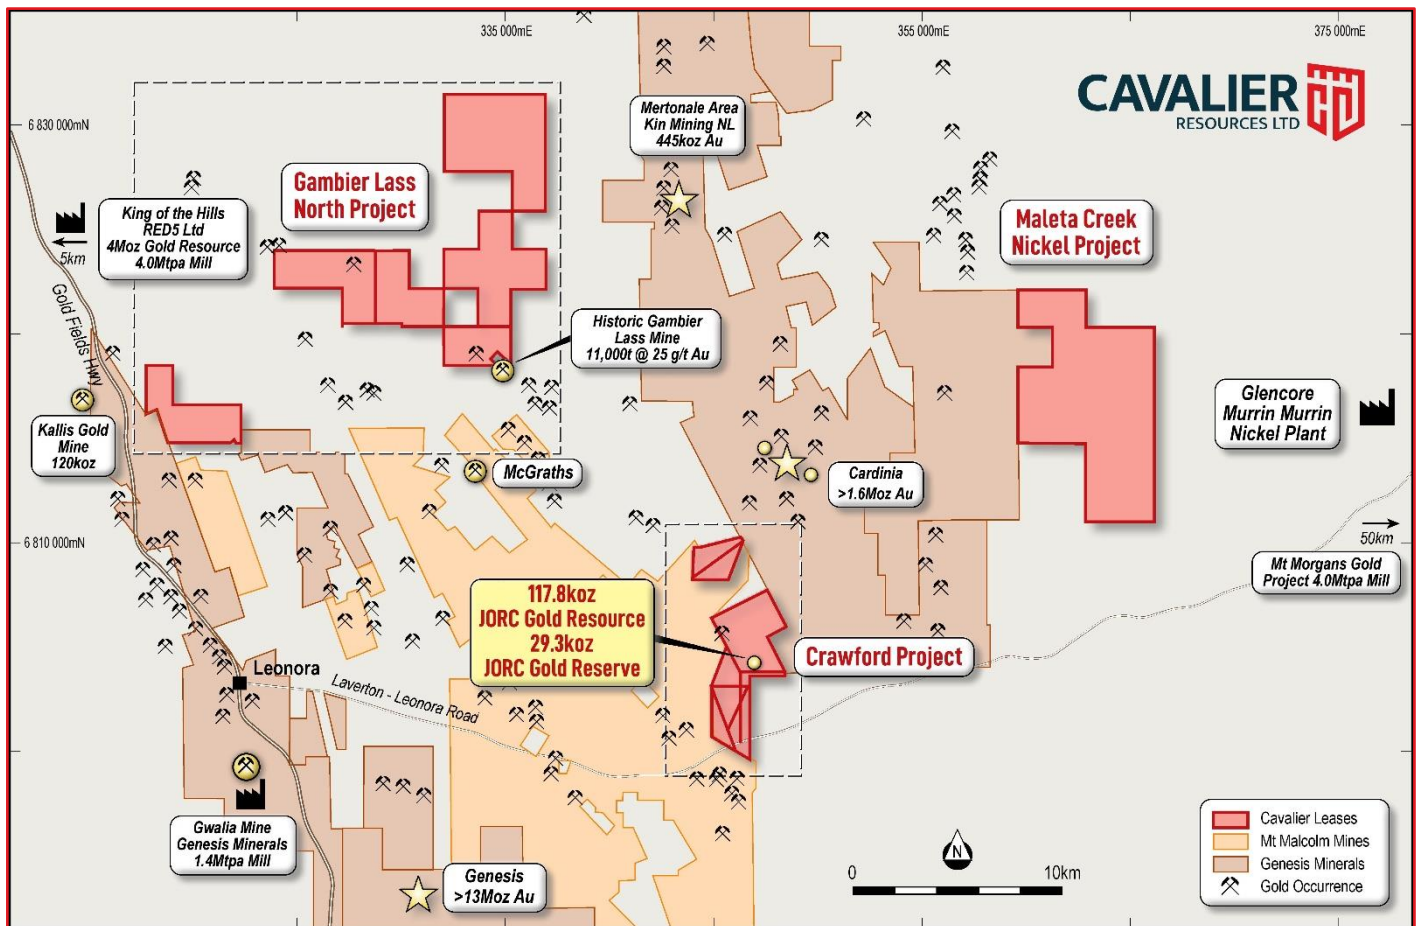 335 000mE
355 000mE
375 000mE
CAVALIER
RESOURCES LTD
6 830 000mN
Mertonale Area
Kin Mining NL
445koz Au
Gambier Lass
North Project
King of the Hills
RED5 Ltd
4Moz Gold Resource
4.0Mtpa Mill
5km
Maleta Creek
Nickel Project
Gold Fields Hwy
Historic Gambier
Lass Mine
11,000t @ 25 g/t Au
Glencore
Murrin Murrin
Nickel Plant
Kallis Gold
Mine
120koz
McGraths
Cardinia
>1.6Moz Au
6 810 000mN
50km
Mt Morgans Gold
Project 4.0Mtpa Mill
117.8koz
JORC Gold Resource
29.3koz
JORC Gold Reserve
Crawford Project
Leonora
Laverton - Leonora Road
Gwalia Mine
Genesis Minerals
1.4Mtpa Mill
Genesis
>13Moz Au
N
0
10km
Cavalier Leases
Mt Malcolm Mines
Genesis Minerals
Gold Occurrence